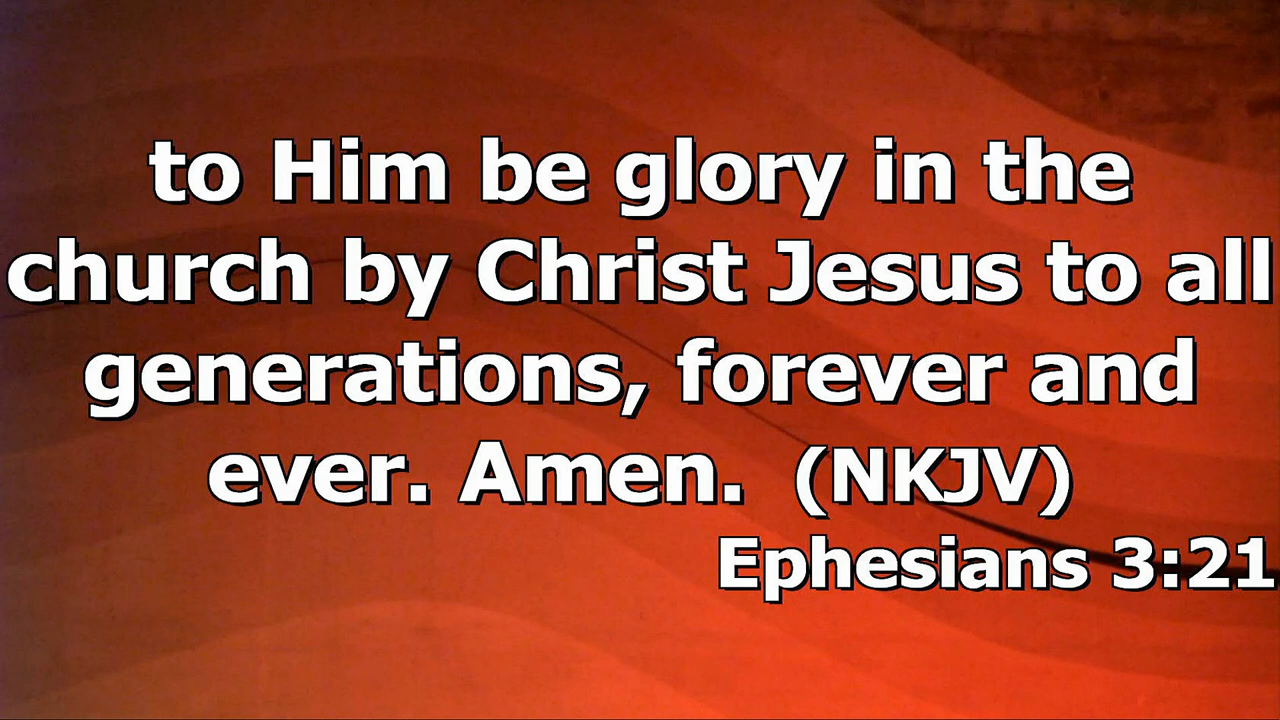 to Him be glory in the
church by Christ Jesus to all
generations, forever and
ever. Amen. (NKJV)
Ephesians 3:21